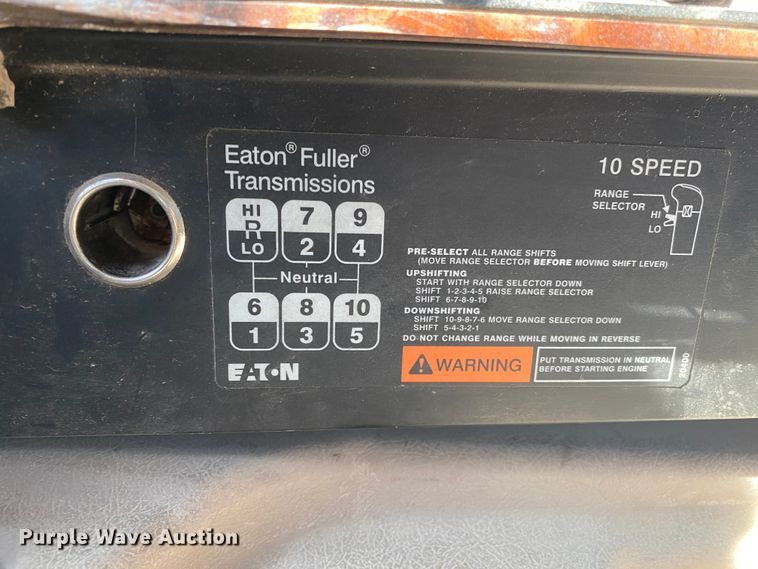 Eaton® Fuller®
Transmissions
10 SPEED
HI 7 9
R
LO 2 4
Neutral
6 8 10
1 3 5
EATON
RANGE
SELECTOR
HI
LO
PRE-SELECT ALL RANGE SHIFTS
(MOVE RANGE SELECTOR BEFORE MOVING SHIFT LEVER)
UPSHIFTING
START WITH RANGE SELECTOR DOWN
SHIFT 1-2-3-4-5 RAISE RANGE SELECTOR
SHIFT 6-7-8-9-10
DOWNSHIFTING
SHIFT 10-9-8-7-6 MOVE RANGE SELECTOR DOWN
SHIFT 5-4-3-2-1
DO NOT CHANGE RANGE WHILE MOVING IN REVERSE
WARNING
PUT TRANSMISSION IN NEUTRAL
BEFORE STARTING ENGINE
20400
Purple Wave Auction